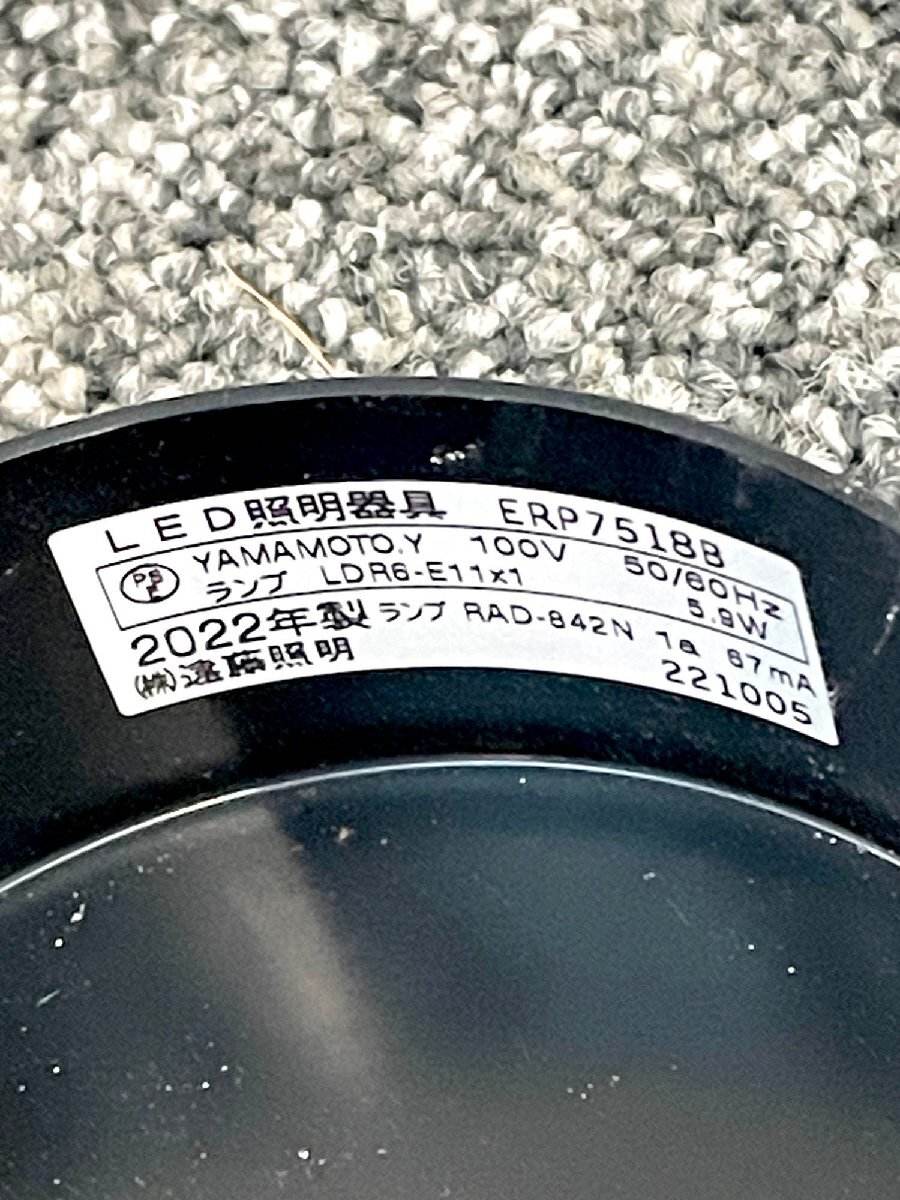 LED照明器具 ERP7518B
PSE YAMAMOTO.Y 100V 50/60Hz
ランプ LDR6-E11x1 5.9W
2022年製 ランプ RAD-842N 1a 67mA
(株)遠藤照明 221005